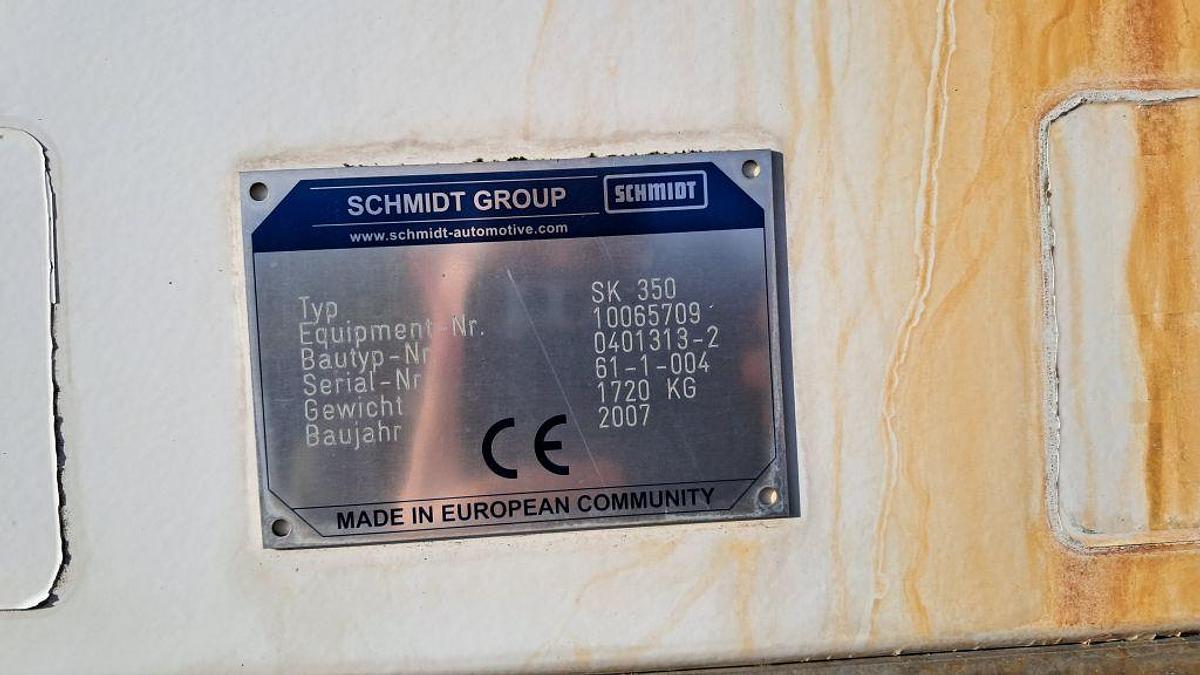 SCHMIDT GROUP SCHMIDT
www.schmidt-automotive.com
Typ SK 350
Equipment-Nr. 10065709
Bautyp-Nr 0401313-2
Serial-Nr 61-1-004
Gewicht 1720 KG
Baujahr 2007
CE
MADE IN EUROPEAN COMMUNITY